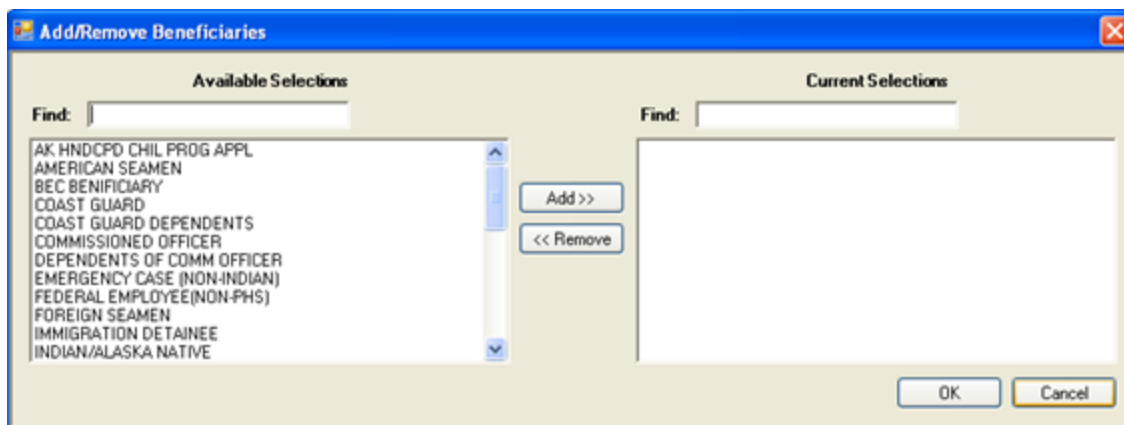 Add/Remove Beneficiaries
Available Selections
Current Selections
Find:
Find:
AK HNDCPD CHIL PROG APPL
AMERICAN SEAMEN
BEC BENIFICIARY
COAST GUARD
COAST GUARD DEPENDENTS
COMMISSIONED OFFICER
DEPENDENTS OF COMM OFFICER
EMERGENCY CASE (NON-INDIAN)
FEDERAL EMPLOYEE(NON-PHS)
FOREIGN SEAMEN
IMMIGRATION DETAINEE
INDIAN/ALASKA NATIVE
Add >>
<< Remove
OK
Cancel